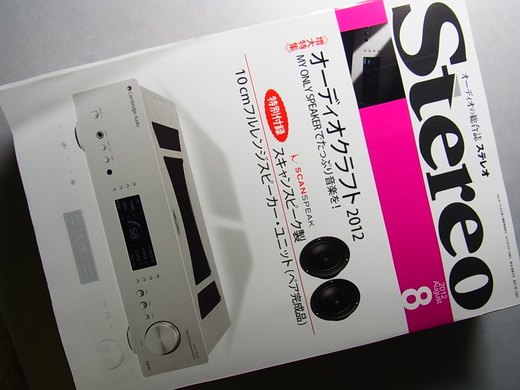 Stereo
オーディオの総合誌 ステレオ
2012
August
8
増大特集
オーディオクラフト 2012
MY ONLY SPEAKERでたっぷり音楽を!
特別付録
SCANSPEAK
スキャンスピーク製
10cmフルレンジスピーカー・ユニット(ペア完成品)
Cambridge Audio